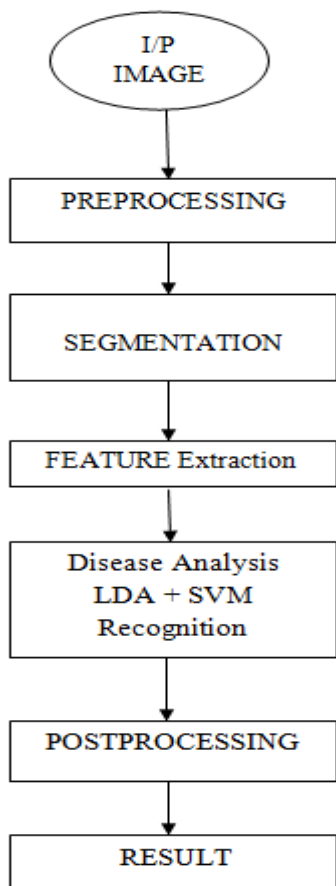 I/P
IMAGE
PREPROCESSING
SEGMENTATION
FEATURE Extraction
Disease Analysis
LDA + SVM
Recognition
POSTPROCESSING
RESULT